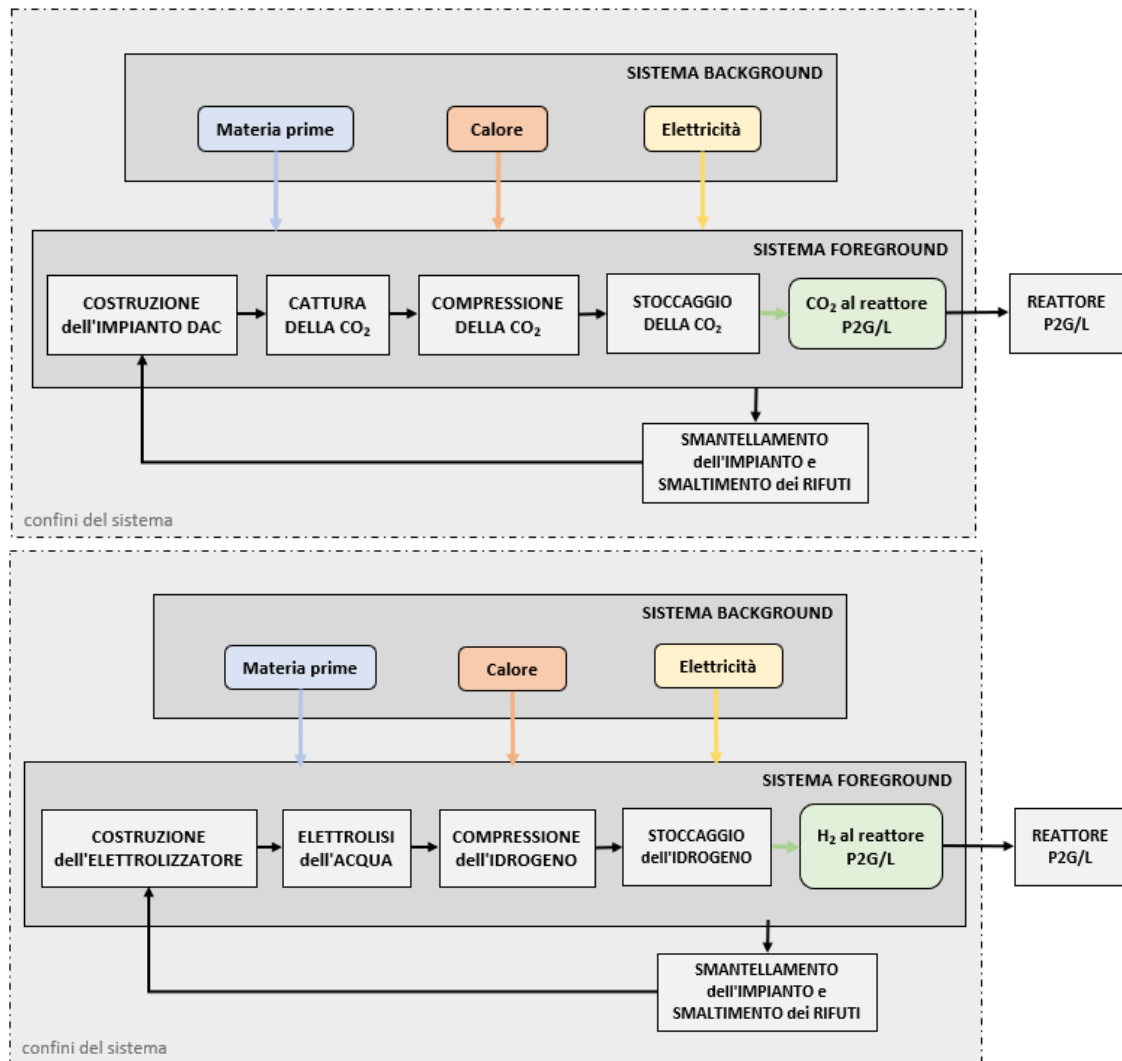 SISTEMA BACKGROUND
Materia prime
Calore
Elettricità
SISTEMA FOREGROUND
COSTRUZIONE
dell'IMPIANTO DAC
CATTURA
DELLA CO₂
COMPRESSIONE
DELLA CO₂
STOCCAGGIO
DELLA CO₂
CO₂ al reattore
P2G/L
REATTORE
P2G/L
SMANTELLAMENTO
dell'IMPIANTO e
SMALTIMENTO dei RIFUTI
confini del sistema
SISTEMA BACKGROUND
Materia prime
Calore
Elettricità
SISTEMA FOREGROUND
COSTRUZIONE
dell'ELETTROLIZZATORE
ELETTROLISI
dell'ACQUA
COMPRESSIONE
dell'IDROGENO
STOCCAGGIO
dell'IDROGENO
H₂ al reattore
P2G/L
REATTORE
P2G/L
SMANTELLAMENTO
dell'IMPIANTO e
SMALTIMENTO dei RIFUTI
confini del sistema